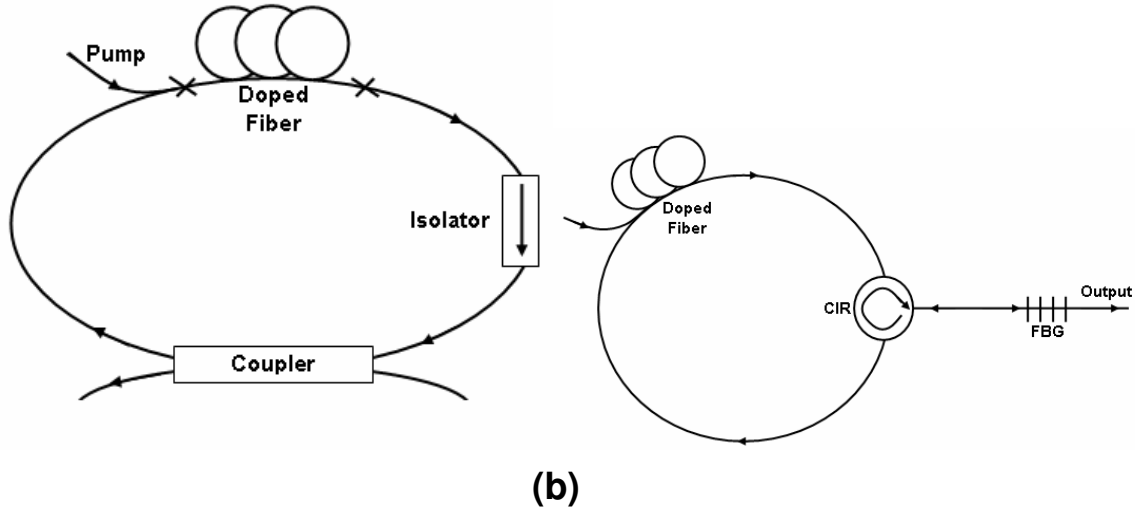 Pump
Doped
Fiber
Isolator
Coupler
Doped
Fiber
CIR
Output
FBG
(b)